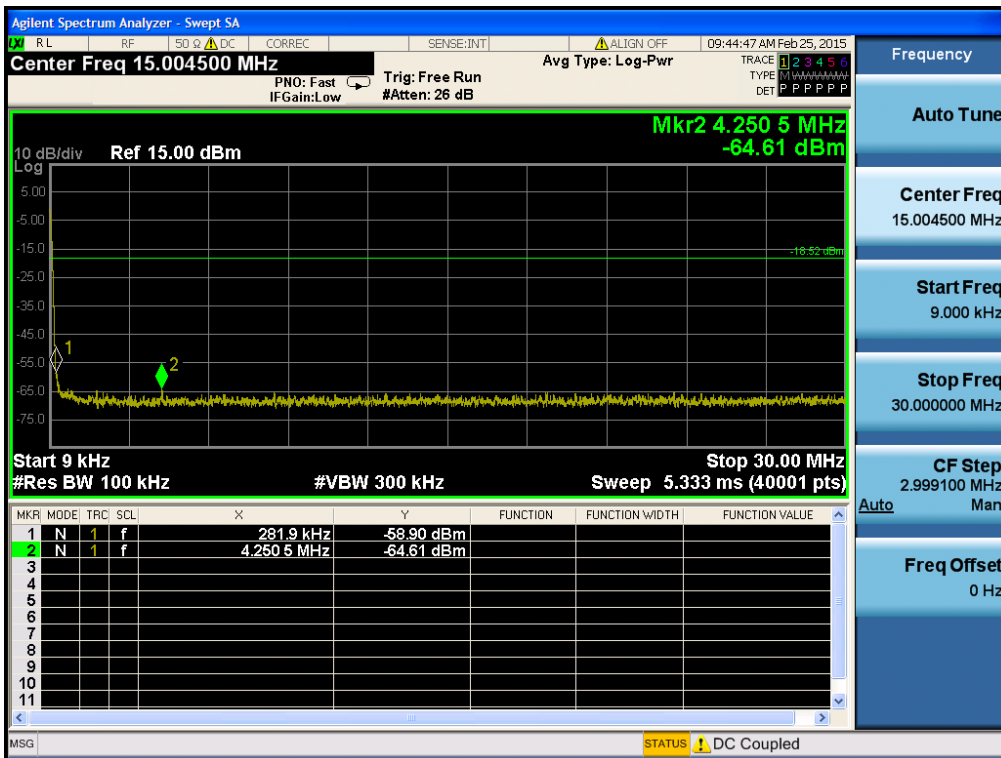 Agilent Spectrum Analyzer - Swept SA
LXI RL RF 50 Ω DC CORREC SENSE:INT ALIGN OFF 09:44:47 AM Feb 25, 2015
Center Freq 15.004500 MHz
PNO: Fast
IFGain:Low
Trig: Free Run
#Atten: 26 dB
Avg Type: Log-Pwr
TRACE 1 2 3 4 5 6
TYPE M
DET P P P P P P
Mkr2 4.250 5 MHz
-64.61 dBm
10 dB/div Ref 15.00 dBm
Log
5.00
-5.00
-15.0
-18.52 dBm
-25.0
-35.0
-45.0
1
-55.0
2
-65.0
-75.0
Start 9 kHz Stop 30.00 MHz
#Res BW 100 kHz #VBW 300 kHz Sweep 5.333 ms (40001 pts)
MKR MODE TRC SCL X Y FUNCTION FUNCTION WIDTH FUNCTION VALUE
1 N 1 f 281.9 kHz -58.90 dBm
2 N 1 f 4.250 5 MHz -64.61 dBm
3
4
5
6
7
8
9
10
11
MSG STATUS DC Coupled
Frequency
Auto Tune
Center Freq
15.004500 MHz
Start Freq
9.000 kHz
Stop Freq
30.000000 MHz
CF Step
2.999100 MHz
Auto Man
Freq Offset
0 Hz